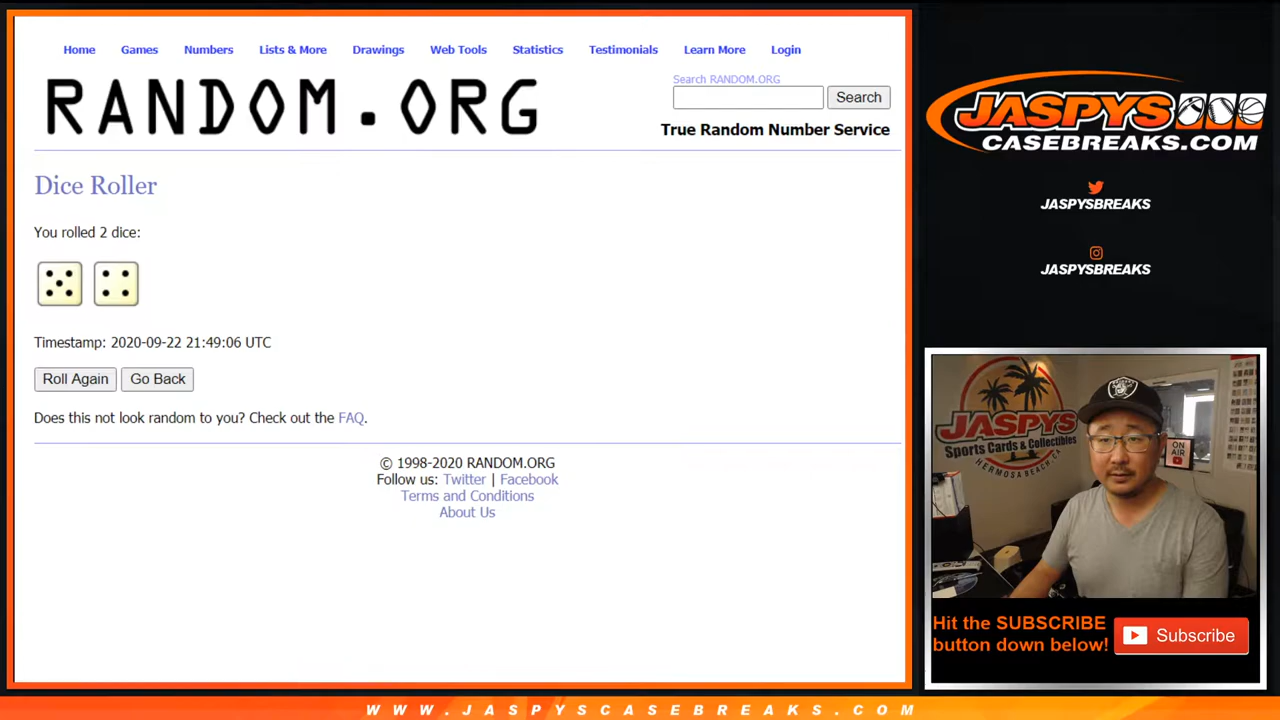 Home Games Numbers Lists & More Drawings Web Tools Statistics Testimonials Learn More Login
RANDOM.ORG
Search RANDOM.ORG
Search
True Random Number Service
Dice Roller
You rolled 2 dice:
Timestamp: 2020-09-22 21:49:06 UTC
Roll Again Go Back
Does this not look random to you? Check out the FAQ.
© 1998-2020 RANDOM.ORG
Follow us: Twitter | Facebook
Terms and Conditions
About Us
JASPYS
CASEBREAKS.COM
JASPYSBREAKS
JASPYSBREAKS
JASPYS
Sports Cards & Collectibles
HERMOSA BEACH, CA
ON
AIR
Hit the SUBSCRIBE
button down below!
Subscribe
WWW.JASPYSCASEBREAKS.COM